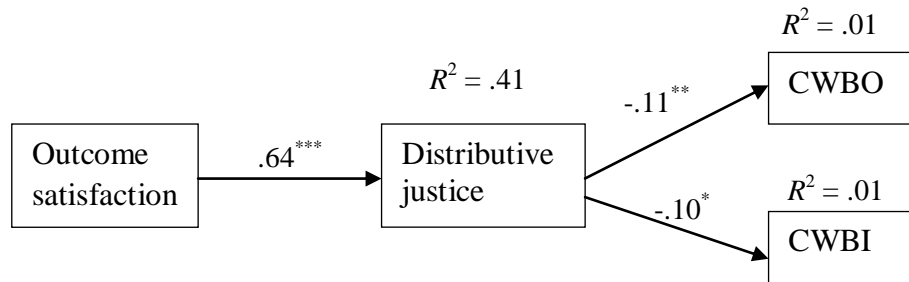 R² = .01
CWBO
R² = .41
-.11**
Outcome
satisfaction
.64***
Distributive
justice
-.10*
R² = .01
CWBI